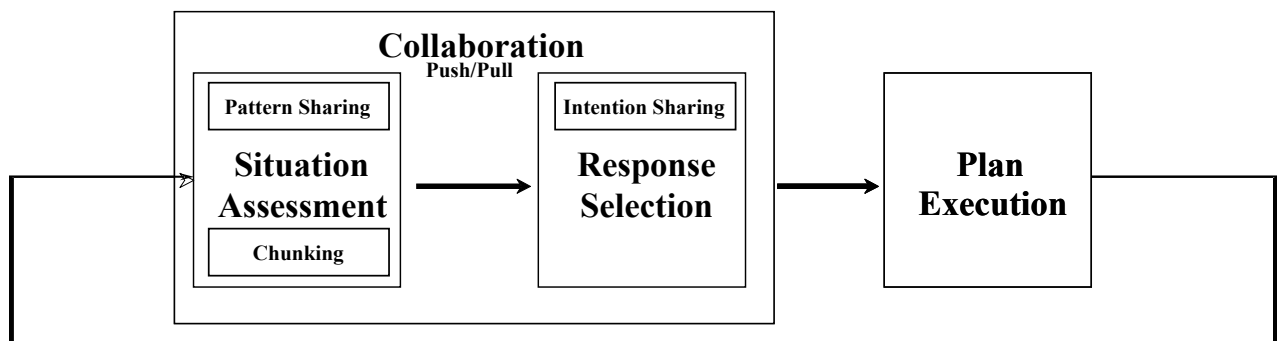 Collaboration
Push/Pull
Pattern Sharing
Situation
Assessment
Chunking
Intention Sharing
Response
Selection
Plan
Execution